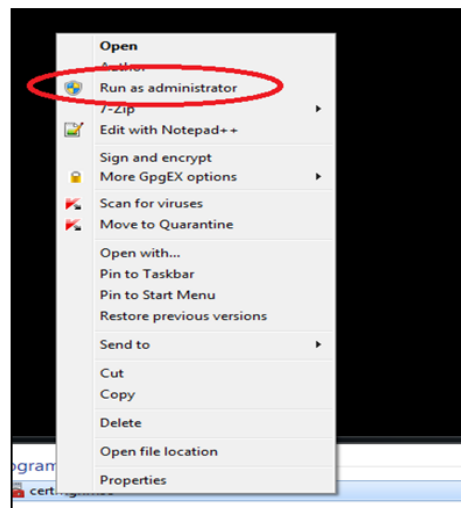 Open
Author
Run as administrator
7-Zip
Edit with Notepad++
Sign and encrypt
More GpgEX options
Scan for viruses
Move to Quarantine
Open with...
Pin to Taskbar
Pin to Start Menu
Restore previous versions
Send to
Cut
Copy
Delete
Open file location
Properties
ogram